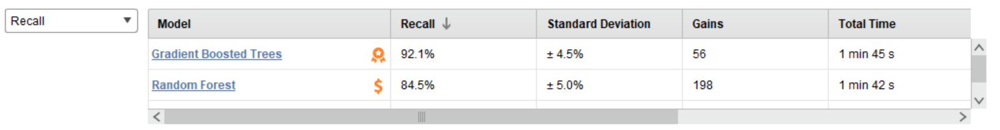 Recall
Model Recall Standard Deviation Gains Total Time
Gradient Boosted Trees 92.1% ± 4.5% 56 1 min 45 s
Random Forest $ 84.5% ± 5.0% 198 1 min 42 s